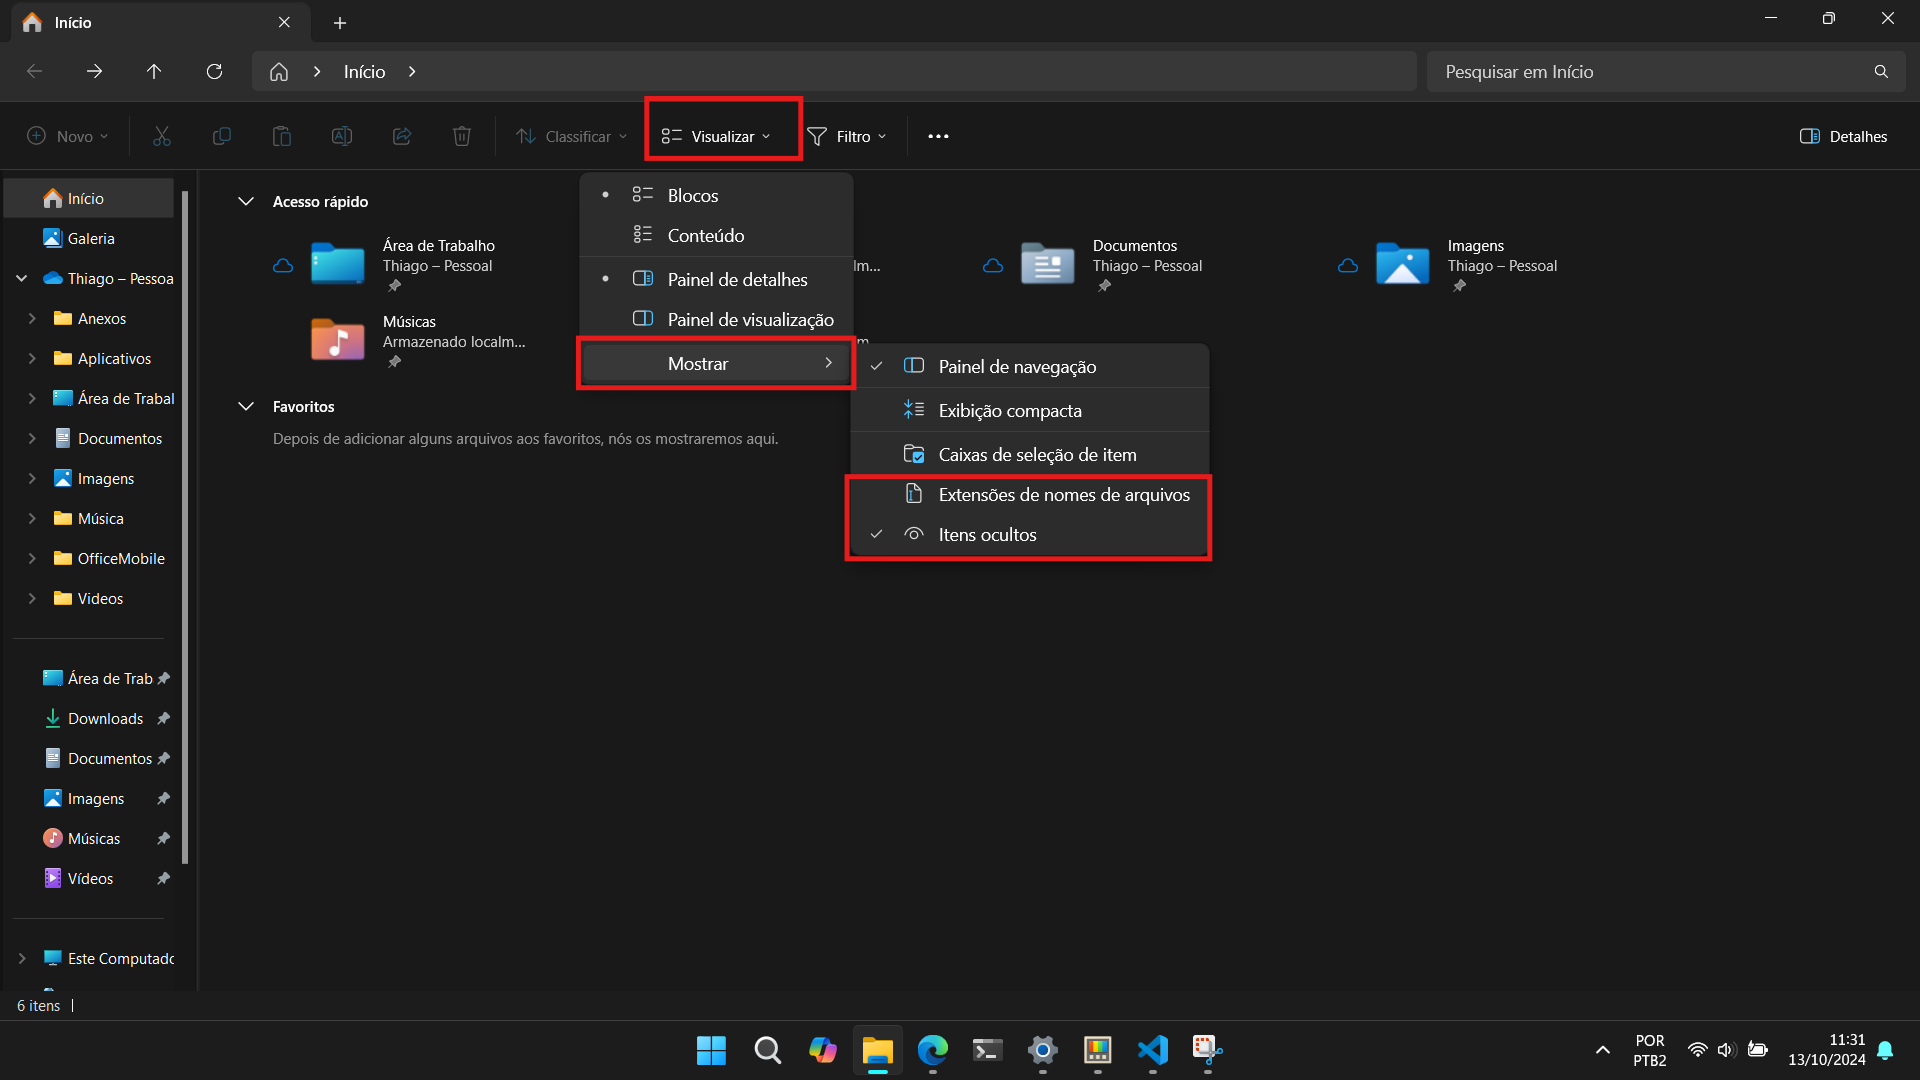 Início
Início
Pesquisar em Início
Novo
Classificar
Visualizar
Filtro
Detalhes
Início
Galeria
Thiago – Pessoa
Anexos
Aplicativos
Área de Trabal
Documentos
Imagens
Música
OfficeMobile
Videos
Área de Trab
Downloads
Documentos
Imagens
Músicas
Vídeos
Este Computado
Acesso rápido
Área de Trabalho
Thiago – Pessoal
lm...
Documentos
Thiago – Pessoal
Imagens
Thiago – Pessoal
Músicas
Armazenado localm...
Favoritos
Depois de adicionar alguns arquivos aos favoritos, nós os mostraremos aqui.
Blocos
Conteúdo
Painel de detalhes
Painel de visualização
Mostrar
Painel de navegação
Exibição compacta
Caixas de seleção de item
Extensões de nomes de arquivos
Itens ocultos
6 itens
POR
PTB2
11:31
13/10/2024